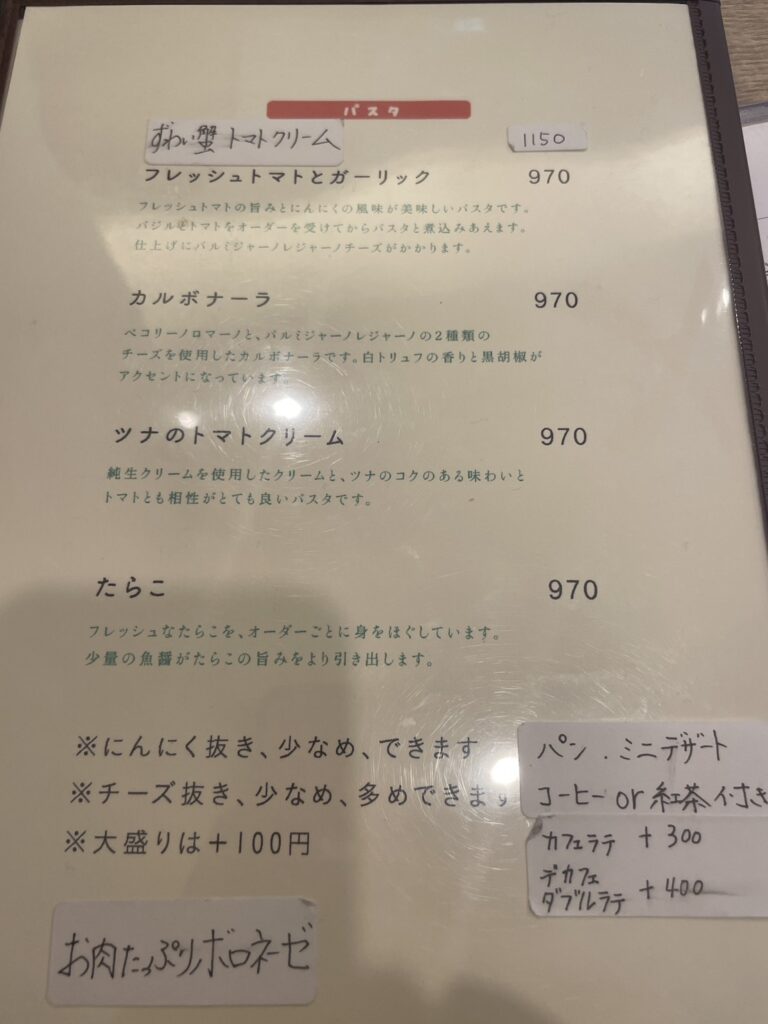 パスタ
ずわい蟹 トマトクリーム 1150
フレッシュトマトとガーリック 970
フレッシュトマトの旨みとにんにくの風味が美味しいパスタです。
バジルとトマトをオーダーを受けてからパスタと煮込みあえます。
仕上げにパルミジャーノレジャーノチーズがかかります。
カルボナーラ 970
ペコリーノロマーノと、パルミジャーノレジャーノの2種類の
チーズを使用したカルボナーラです。白トリュフの香りと黒胡椒が
アクセントになっています。
ツナのトマトクリーム 970
純生クリームを使用したクリームと、ツナのコクのある味わいと
トマトとも相性がとても良いパスタです。
たらこ 970
フレッシュなたらこを、オーダーごとに身をほぐしています。
少量の魚醤がたらこの旨みをより引き出します。
※にんにく抜き、少なめ、できます
※チーズ抜き、少なめ、多めできます
※大盛りは+100円
パン.ミニデザート
コーヒー or 紅茶付き
カフェラテ +300
デカフェ
ダブルラテ +400
お肉たっぷりボロネーゼ